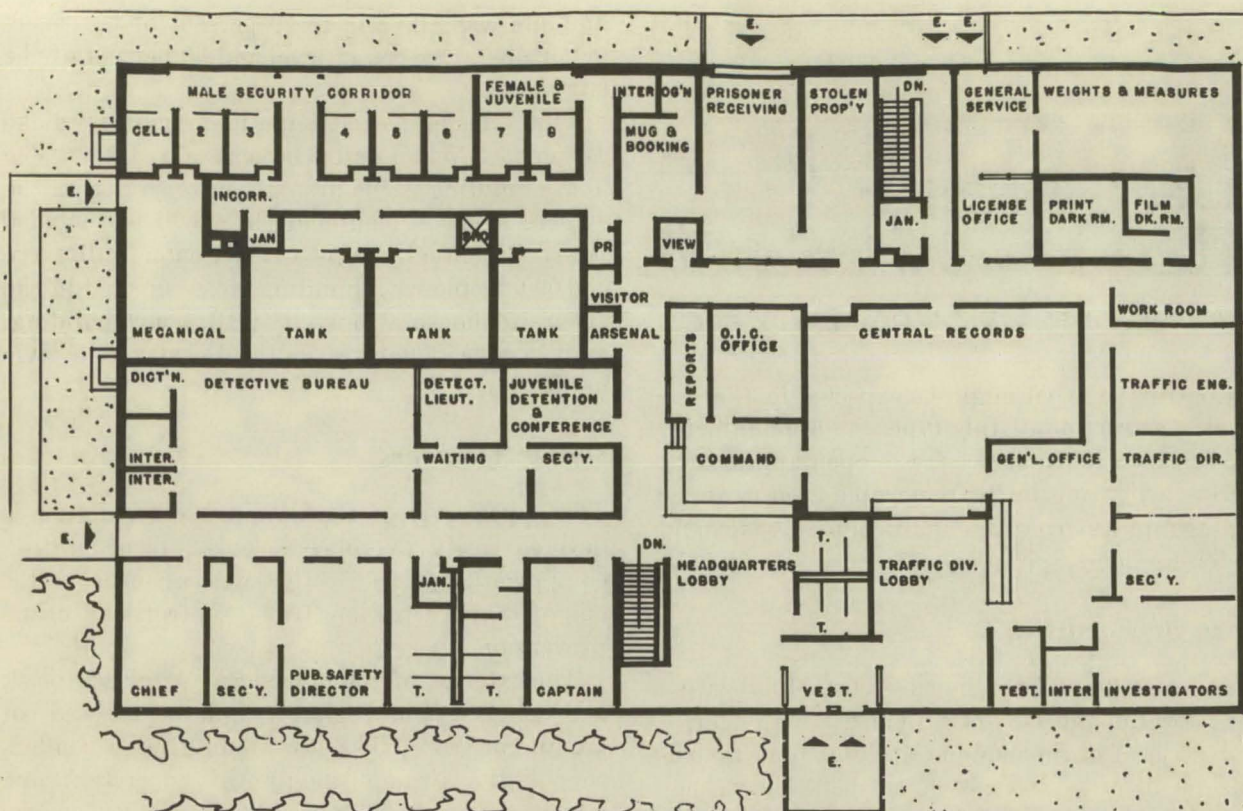 E.
E. E.
MALE SECURITY CORRIDOR
FEMALE &
JUVENILE
INTEROG'N
PRISONER
RECEIVING
STOLEN
PROP'Y
DN.
GENERAL
SERVICE
WEIGHTS & MEASURES
MUG &
BOOKING
CELL 2 3 4 5 6 7
E.
INCORR.
JAN
JAN.
LICENSE
OFFICE
PRINT
DARK RM.
FILM
DK. RM.
PR
VIEW
VISITOR
MECANICAL
TANK
TANK
TANK
ARSENAL
REPORTS
O.I.C.
OFFICE
CENTRAL RECORDS
WORK ROOM
DICT'N.
DETECTIVE BUREAU
DETECT.
LIEUT.
JUVENILE
DETENTION
&
CONFERENCE
TRAFFIC ENG.
INTER.
INTER.
WAITING
SEC'Y.
COMMAND
GEN'L. OFFICE
TRAFFIC DIR.
E.
DN.
HEADQUARTERS
LOBBY
T.
T.
TRAFFIC DIV.
LOBBY
SEC'Y.
JAN.
CHIEF
SEC'Y.
PUB. SAFETY
DIRECTOR
T.
T.
CAPTAIN
VEST.
TEST.
INTER
INVESTIGATORS
E.